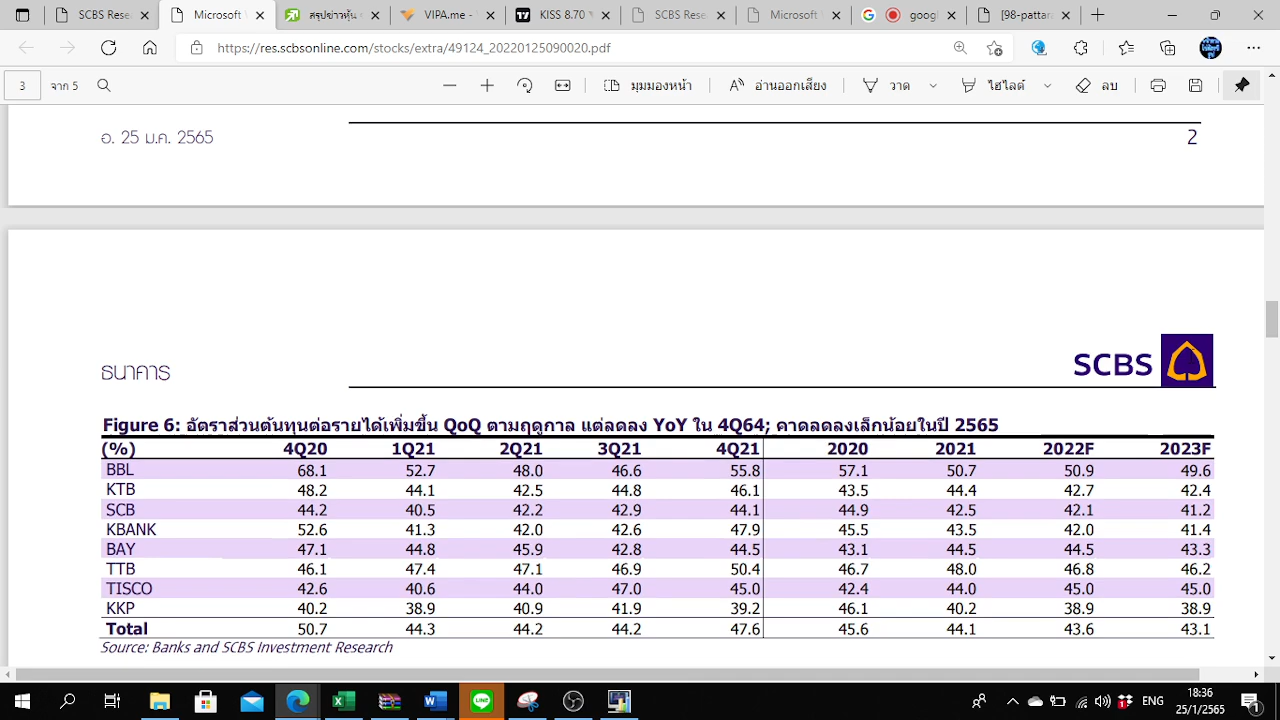 SCBS Rese
Microsoft
สรุปข่าวหุ้น
VIPA.me -
KISS 8.70
SCBS Rese
Microsoft W
googl
[98-pattara
https://res.scbsonline.com/stocks/extra/49124_20220125090020.pdf
3 จาก 5 มุมมองหน้า อ่านออกเสียง วาด ไฮไลต์ ลบ
อ. 25 ม.ค. 2565
2
ธนาคาร
SCBS
Figure 6: อัตราส่วนต้นทุนต่อรายได้เพิ่มขึ้น QoQ ตามฤดูกาล แต่ลดลง YoY ใน 4Q64; คาดลดลงเล็กน้อยในปี 2565
(%) 4Q20 1Q21 2Q21 3Q21 4Q21 2020 2021 2022F 2023F
BBL 68.1 52.7 48.0 46.6 55.8 57.1 50.7 50.9 49.6
KTB 48.2 44.1 42.5 44.8 46.1 43.5 44.4 42.7 42.4
SCB 44.2 40.5 42.2 42.9 44.1 44.9 42.5 42.1 41.2
KBANK 52.6 41.3 42.0 42.6 47.9 45.5 43.5 42.0 41.4
BAY 47.1 44.8 45.9 42.8 44.5 43.1 44.5 44.5 43.3
TTB 46.1 47.4 47.1 46.9 50.4 46.7 48.0 46.8 46.2
TISCO 42.6 40.6 44.0 47.0 45.0 42.4 44.0 45.0 45.0
KKP 40.2 38.9 40.9 41.9 39.2 46.1 40.2 38.9 38.9
Total 50.7 44.3 44.2 44.2 47.6 45.6 44.1 43.6 43.1
Source: Banks and SCBS Investment Research
LINE
ENG
18:36
25/1/2565
1